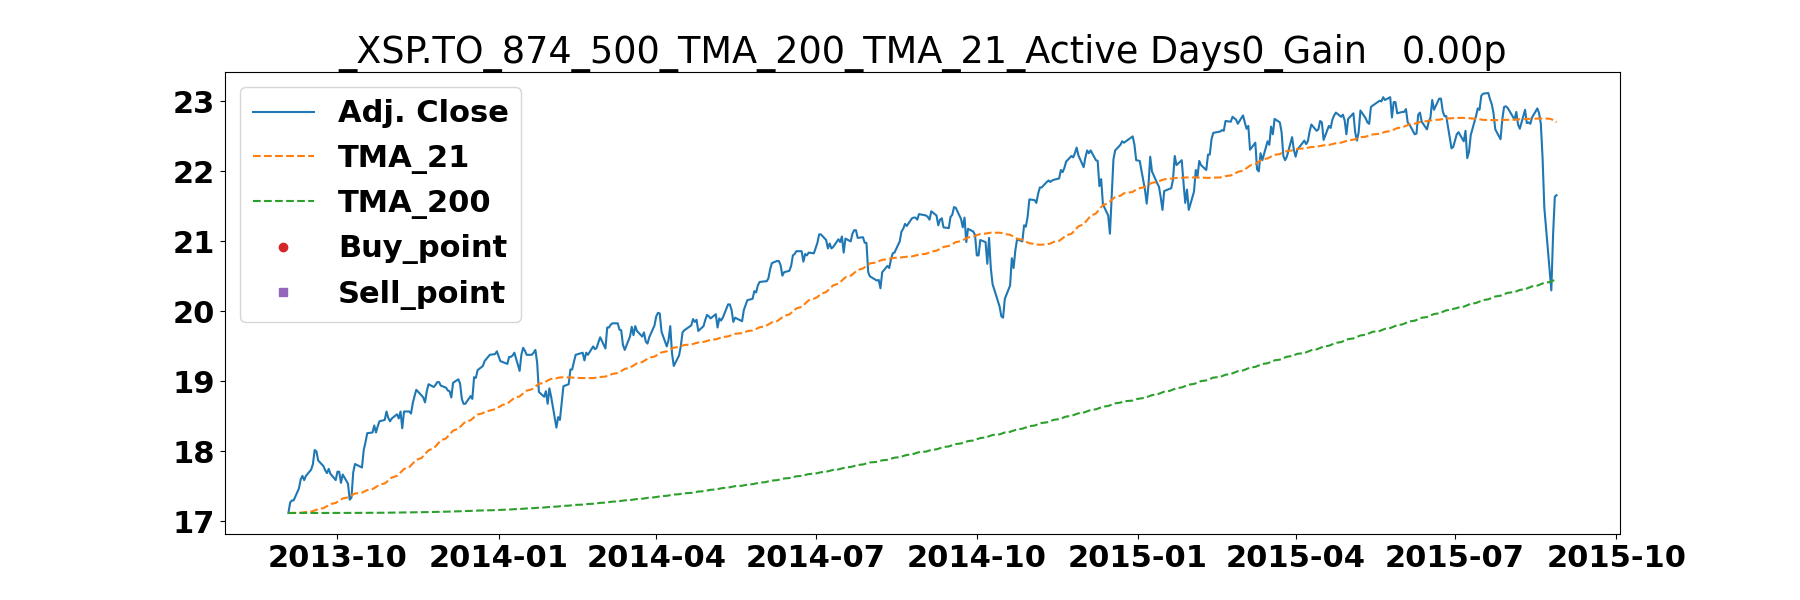 _XSP.TO_874_500_TMA_200_TMA_21_Active Days0_Gain   0.00p
Adj. Close
TMA_21
TMA_200
Buy_point
Sell_point
23
22
21
20
19
18
17
2013-10 2014-01 2014-04 2014-07 2014-10 2015-01 2015-04 2015-07 2015-10